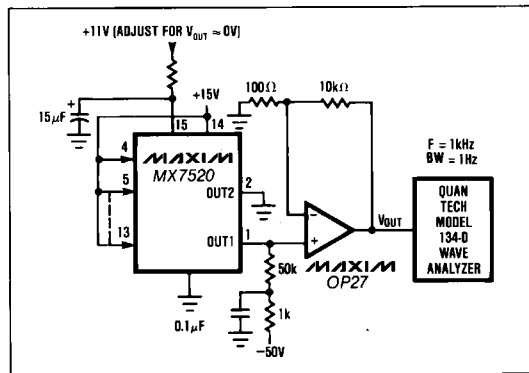 +11V (ADJUST FOR VOUT ≈ 0V)
+15V
100Ω
10kΩ
15µF
+
15
14
4
5
13
MAXIM
MX7520
OUT2
2
OUT1
1
F = 1kHz
BW = 1Hz
QUAN
TECH
MODEL
134-D
WAVE
ANALYZER
−
+
VOUT
MAXIM
OP27
50k
0.1µF
1k
−50V